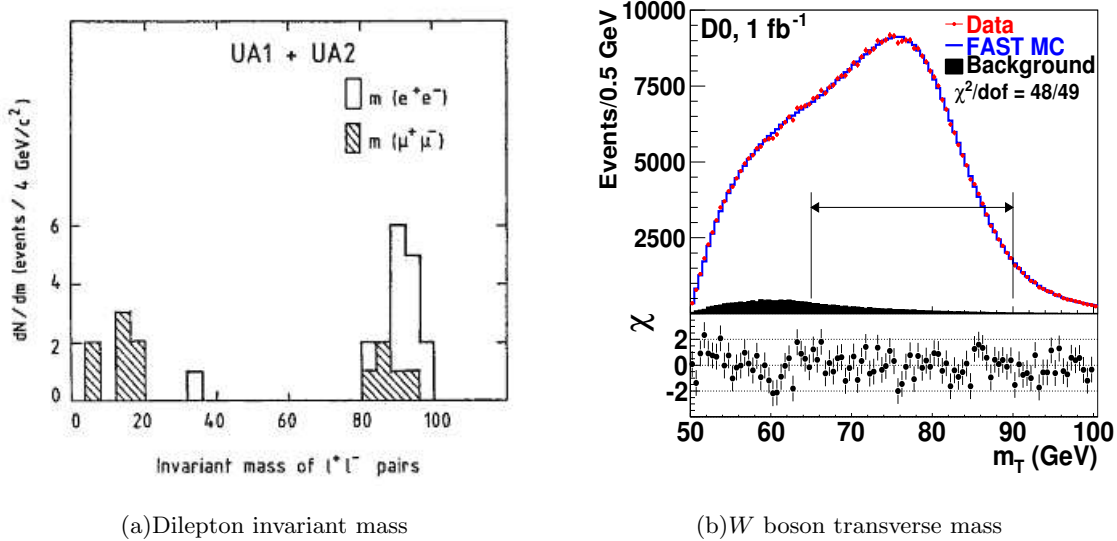 UA1 + UA2
m (e⁺e⁻)
m (μ⁺μ⁻)
dN/dm (events / 4 GeV/c²)
6
4
2
0
0 20 40 60 80 100
Invariant mass of l⁺l⁻ pairs
(a)Dilepton invariant mass
D0, 1 fb⁻¹
Data
FAST MC
Background
χ²/dof = 48/49
Events/0.5 GeV
10000
7500
5000
2500
χ
2
0
-2
50 60 70 80 90 100
m_T (GeV)
(b)W boson transverse mass